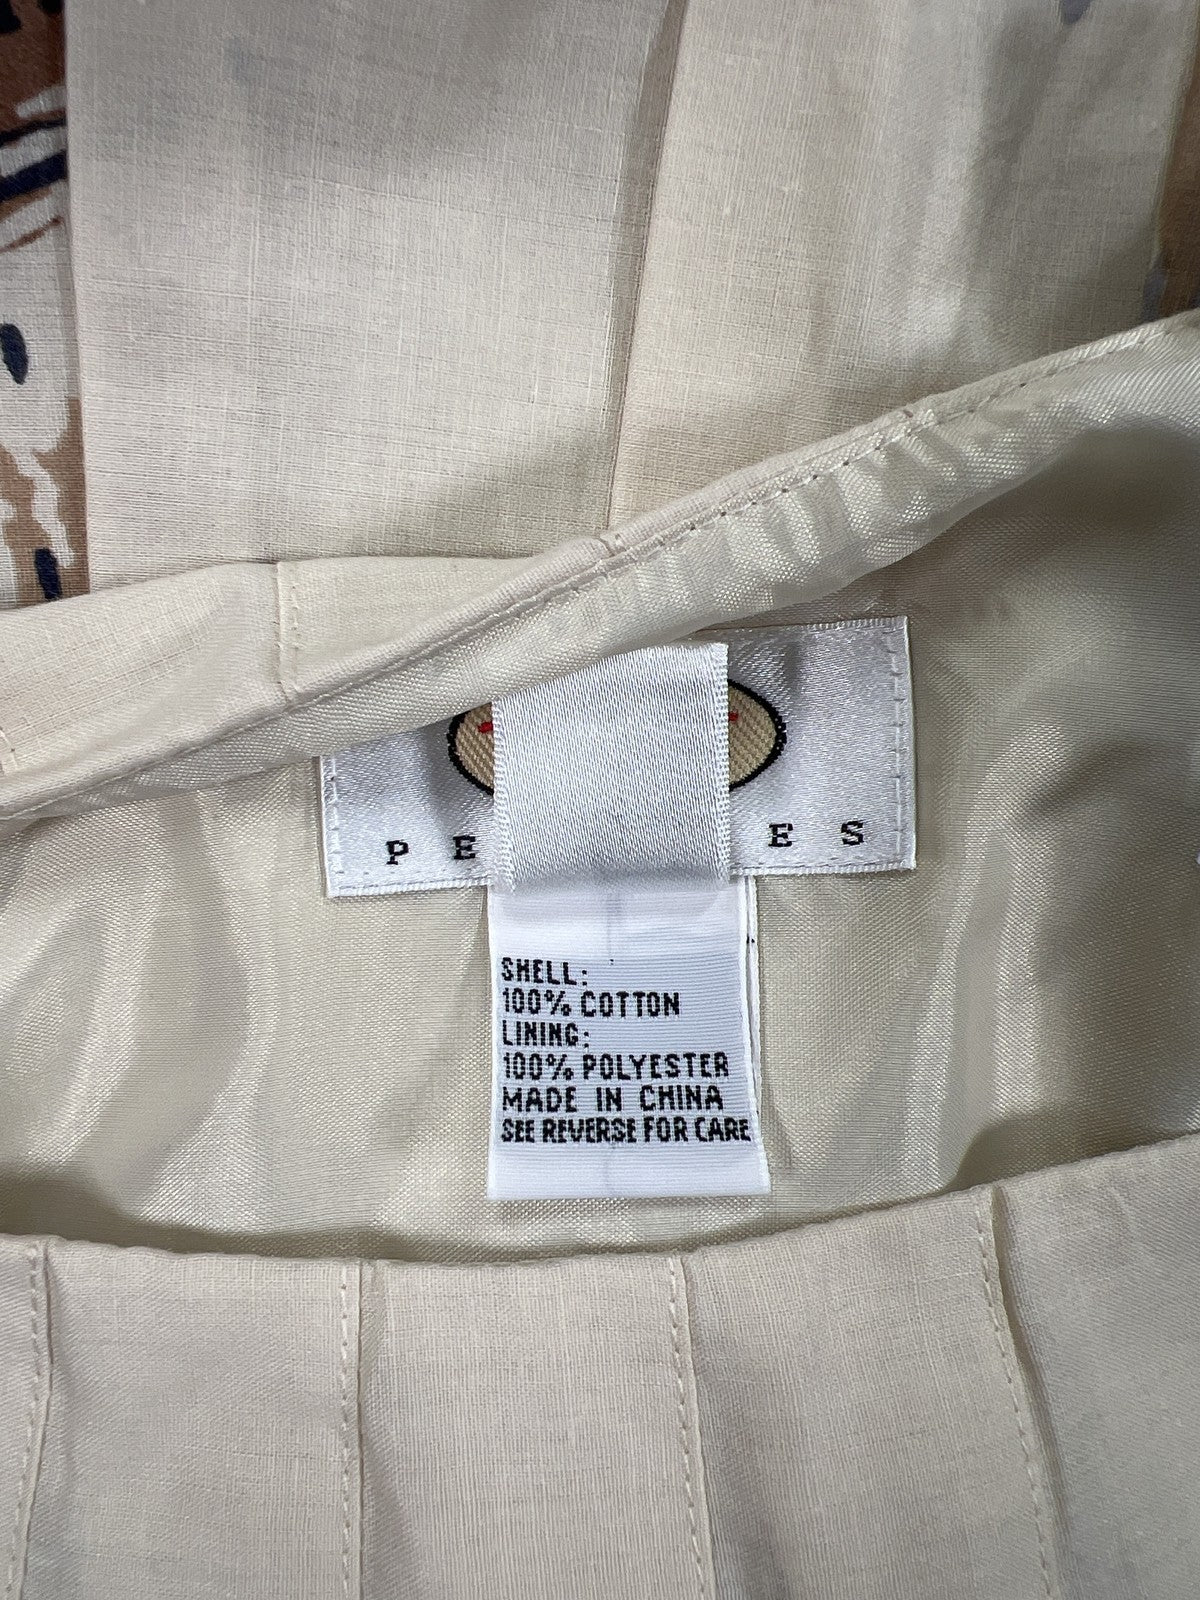 P E E S
SHELL:
100% COTTON
LINING:
100% POLYESTER
MADE IN CHINA
SEE REVERSE FOR CARE